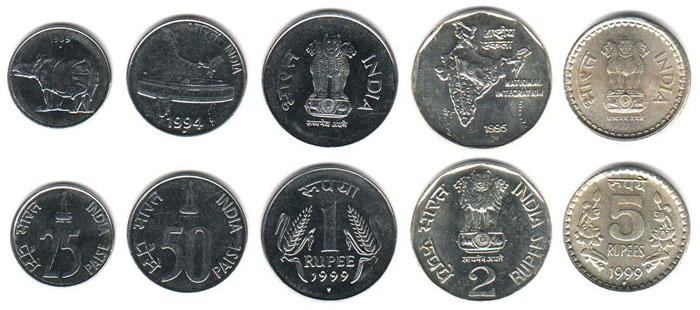 1989
1994
INDIA
भारत INDIA
सत्यमेव जयते
राष्ट्रीय
एकता
NATIONAL
INTEGRATION
1995
भारत INDIA
सत्यमेव जयते
भारत INDIA
पैसे 25 PAISE
भारत INDIA
पैसे 50 PAISE
रूपया
1
RUPEE
1999
भारत INDIA
रुपये 2 RUPEES
सत्यमेव जयते
रुपये
5
RUPEES
1999